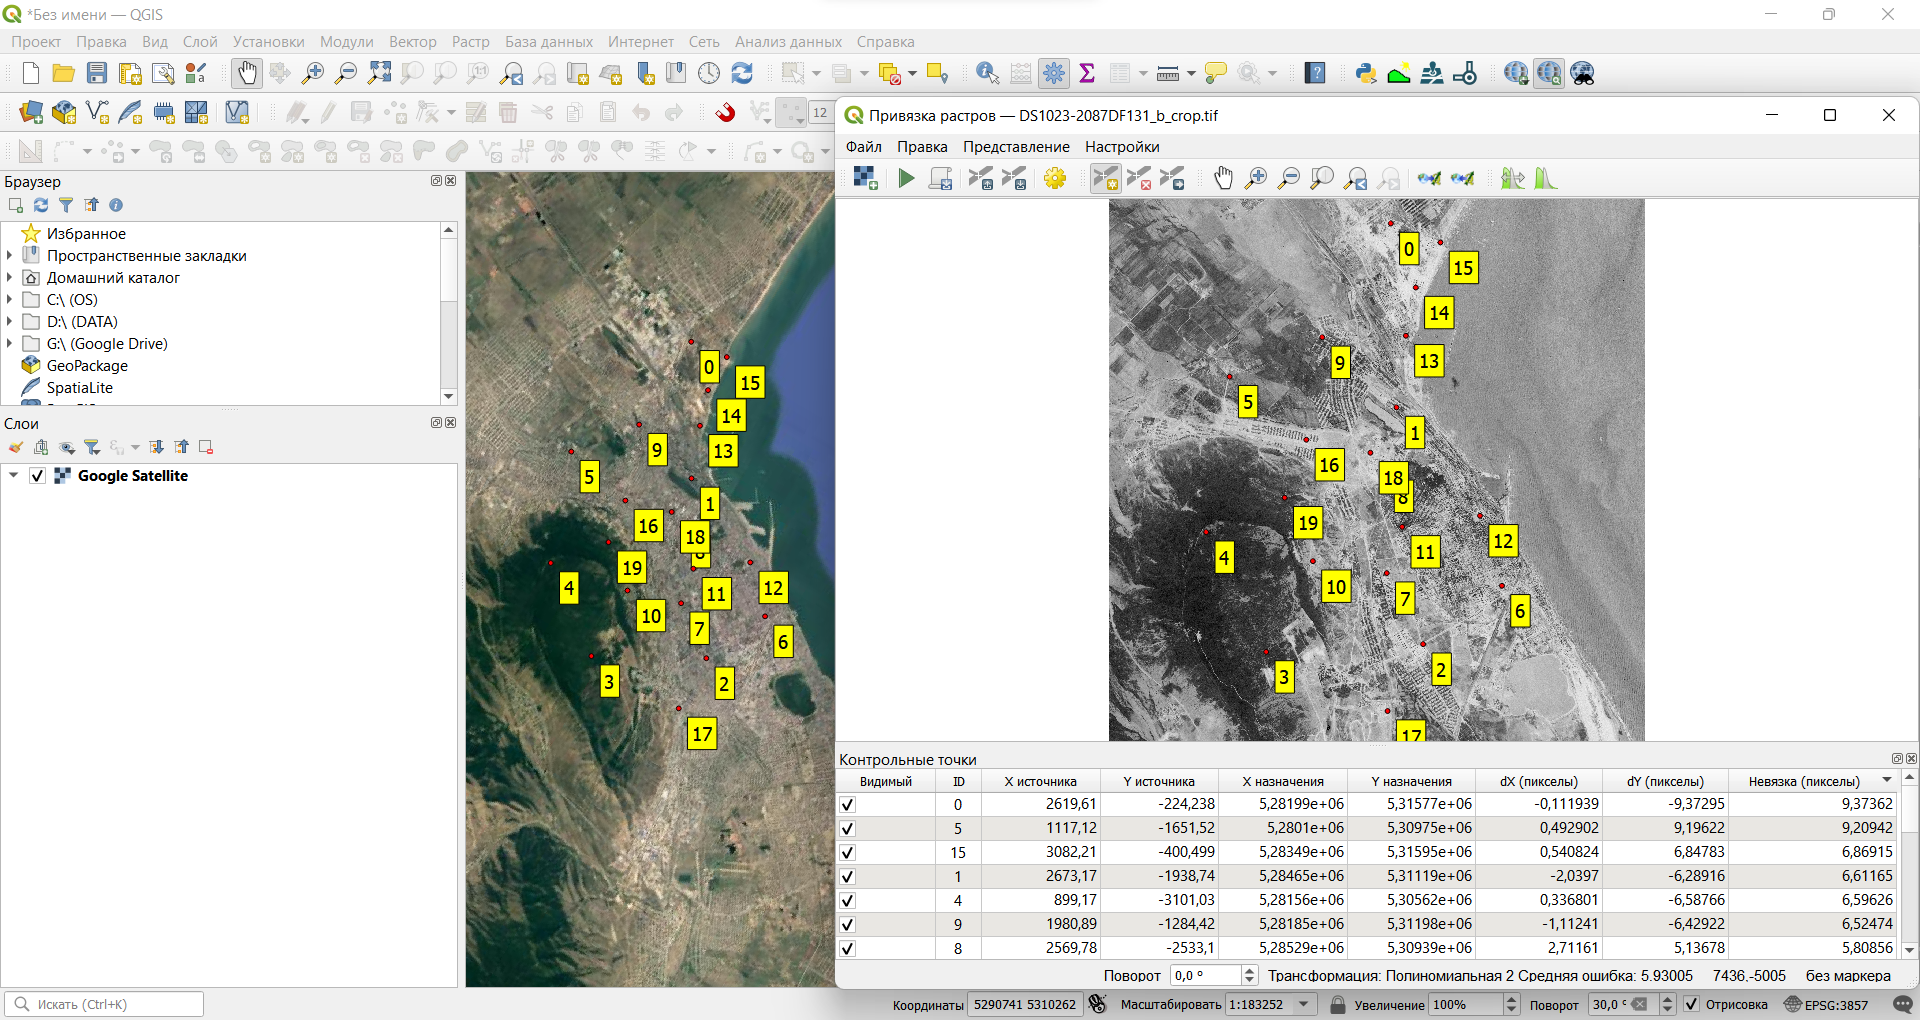 *Без имени — QGIS
Проект Правка Вид Слой Установки Модули Вектор Растр База данных Интернет Сеть Анализ данных Справка
12
Привязка растров — DS1023-2087DF131_b_crop.tif
Файл Правка Представление Настройки
Браузер
Избранное
Пространственные закладки
Домашний каталог
C:\ (OS)
D:\ (DATA)
G:\ (Google Drive)
GeoPackage
SpatiaLite
Слои
Google Satellite
0
15
14
9
13
5
1
16
18
8
19
4
11
12
10
7
6
3
2
17
0
15
14
13
9
5
1
16
18
8
19
12
11
4
10
7
6
2
3
17
Контрольные точки
Видимый ID X источника Y источника X назначения Y назначения dX (пикселы) dY (пикселы) Невязка (пикселы)
0 2619,61 -224,238 5,28199e+06 5,31577e+06 -0,111939 -9,37295 9,37362
5 1117,12 -1651,52 5,2801e+06 5,30975e+06 0,492902 9,19622 9,20942
15 3082,21 -400,499 5,28349e+06 5,31595e+06 0,540824 6,84783 6,86915
1 2673,17 -1938,74 5,28465e+06 5,31119e+06 -2,0397 -6,28916 6,61165
4 899,17 -3101,03 5,28156e+06 5,30562e+06 0,336801 -6,58766 6,59626
9 1980,89 -1284,42 5,28185e+06 5,31198e+06 -1,11241 -6,42922 6,52474
8 2569,78 -2533,1 5,28529e+06 5,30939e+06 2,71161 5,13678 5,80856
Поворот 0,0 ° Трансформация: Полиномиальная 2 Средняя ошибка: 5.93005 7436,-5005 без маркера
Искать (Ctrl+K) Координаты 5290741 5310262 Масштабировать 1:183252 Увеличение 100% Поворот 30,0 ° Отрисовка EPSG:3857